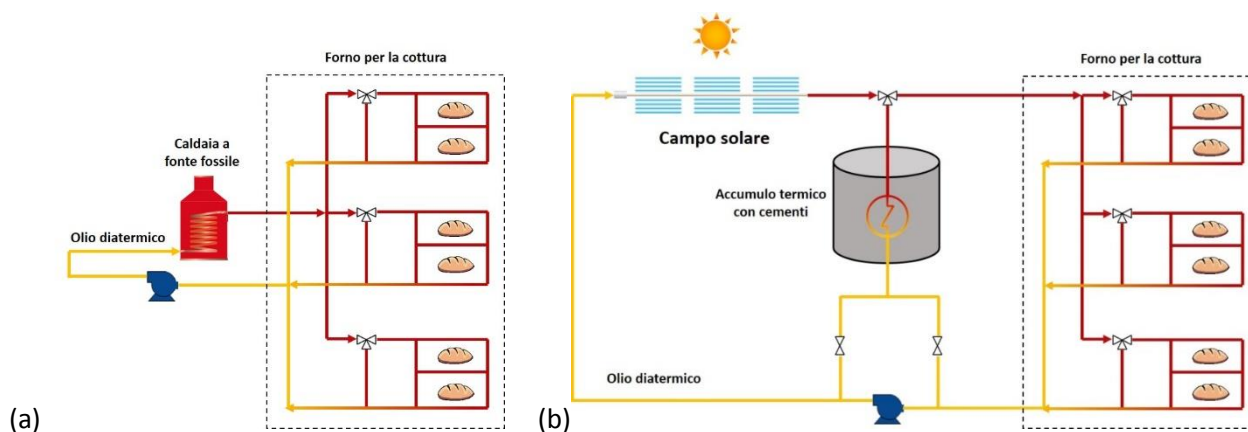 Forno per la cottura
Caldaia a
fonte fossile
Olio diatermico
(a)
Forno per la cottura
Campo solare
Accumulo termico
con cementi
Olio diatermico
(b)